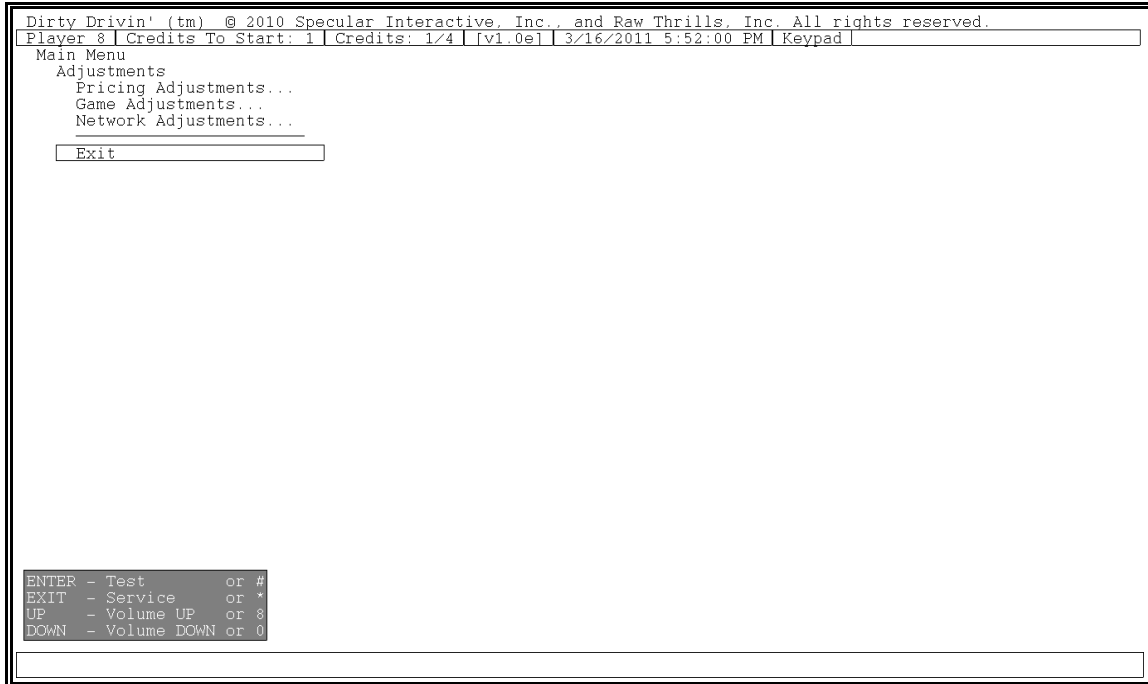 Dirty Drivin' (tm) © 2010 Specular Interactive, Inc., and Raw Thrills, Inc. All rights reserved.
Player 8 | Credits To Start: 1 | Credits: 1/4 | [v1.0e] | 3/16/2011 5:52:00 PM | Keypad |
Main Menu
Adjustments
Pricing Adjustments...
Game Adjustments...
Network Adjustments...
Exit
ENTER - Test or #
EXIT - Service or *
UP - Volume UP or 8
DOWN - Volume DOWN or 0